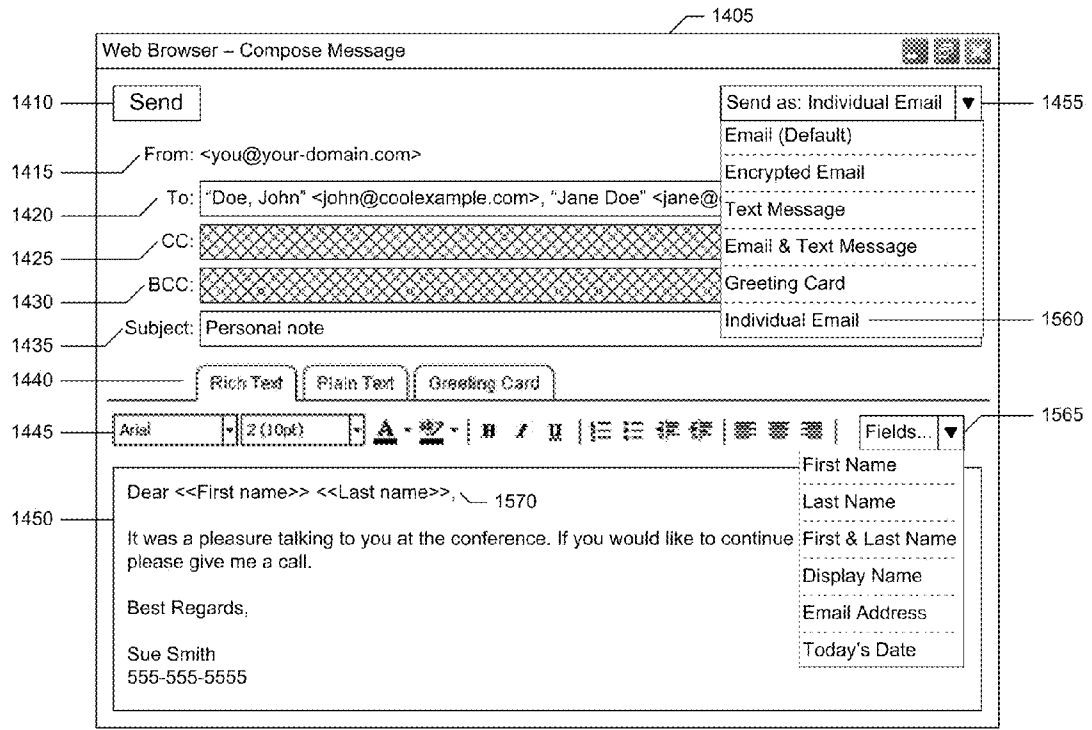 1405
Web Browser – Compose Message
1410
Send
Send as: Individual Email
1455
Email (Default)
Encrypted Email
Text Message
Email & Text Message
Greeting Card
Individual Email
1560
1415
From: <you@your-domain.com>
1420
To: "Doe, John" <john@coolexample.com>, "Jane Doe" <jane@
1425
CC:
1430
BCC:
1435
Subject: Personal note
1440
Rich Text
Plain Text
Greeting Card
1445
Arial
2 (10pt)
A
B
I
U
Fields...
1565
First Name
Last Name
First & Last Name
Display Name
Email Address
Today's Date
1450
Dear <<First name>> <<Last name>>,
1570
It was a pleasure talking to you at the conference. If you would like to continue
please give me a call.
Best Regards,
Sue Smith
555-555-5555